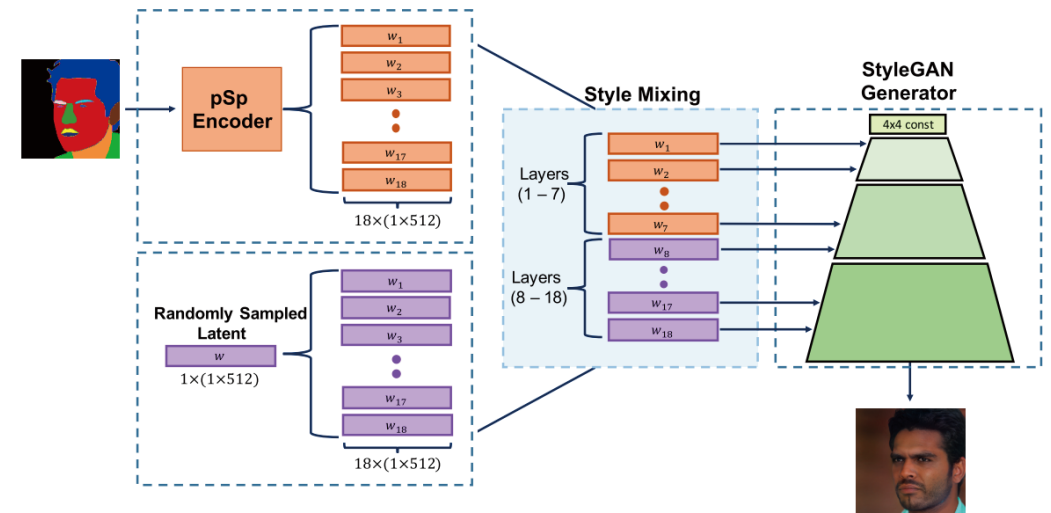 pSp
Encoder
w₁
w₂
w₃
w₁₇
w₁₈
18×(1×512)
Randomly Sampled
Latent
w
1×(1×512)
w₁
w₂
w₃
w₁₇
w₁₈
18×(1×512)
Style Mixing
Layers
(1 – 7)
w₁
w₂
w₇
Layers
(8 – 18)
w₈
w₁₇
w₁₈
StyleGAN
Generator
4x4 const